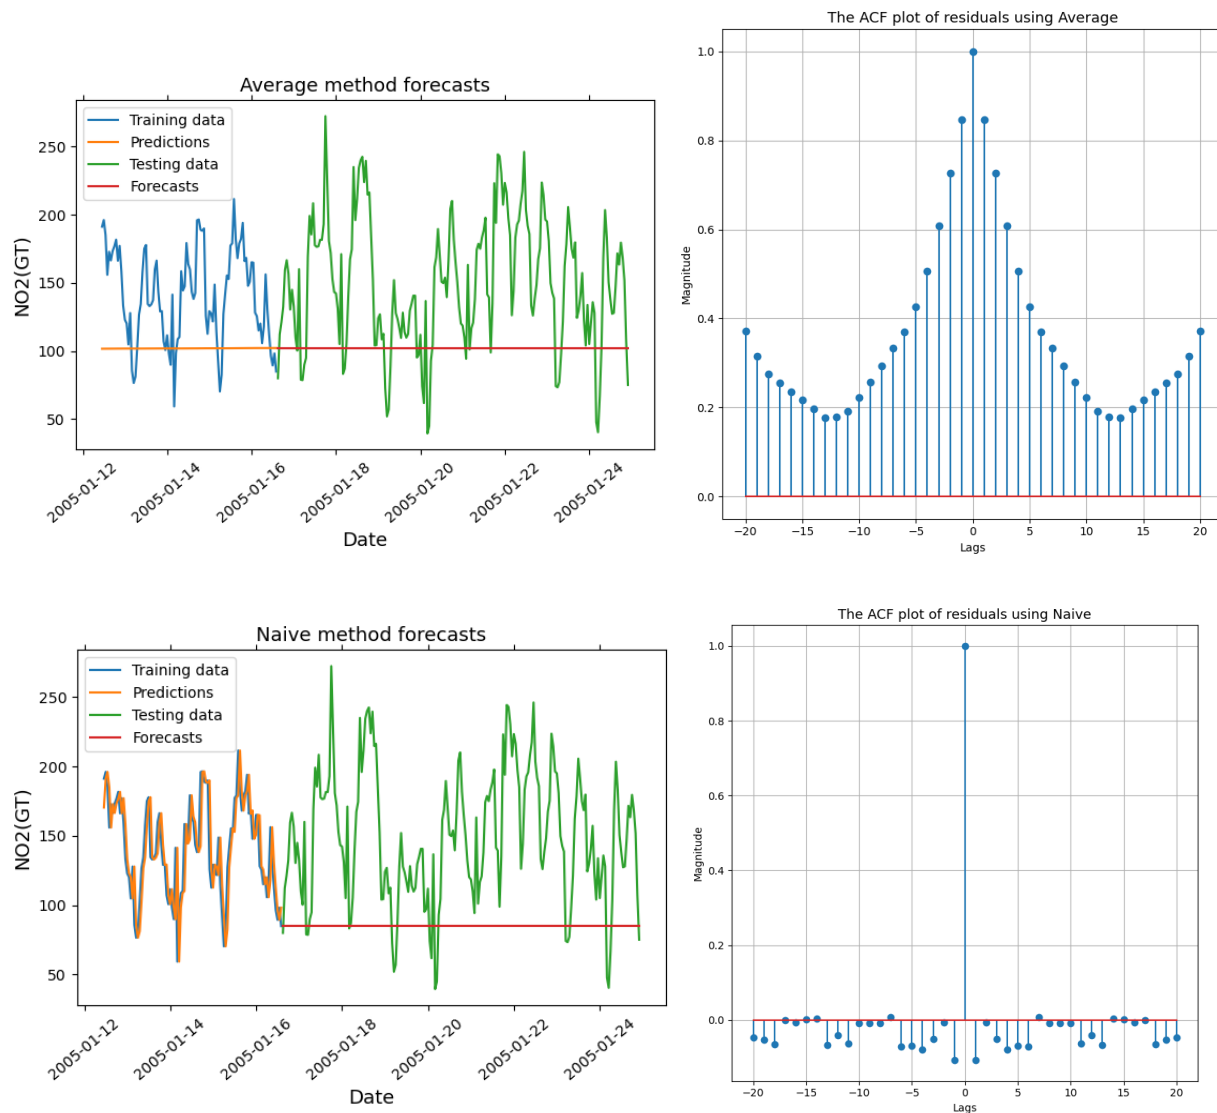 The ACF plot of residuals using Average
Average method forecasts
Training data
Predictions
Testing data
Forecasts
NO2(GT)
250
200
150
100
50
2005-01-12
2005-01-14
2005-01-16
2005-01-18
2005-01-20
2005-01-22
2005-01-24
Date
Magnitude
1.0
0.8
0.6
0.4
0.2
0.0
−20
−15
−10
−5
0
5
10
15
20
Lags
Naive method forecasts
Training data
Predictions
Testing data
Forecasts
NO2(GT)
250
200
150
100
50
2005-01-12
2005-01-14
2005-01-16
2005-01-18
2005-01-20
2005-01-22
2005-01-24
Date
The ACF plot of residuals using Naive
Magnitude
1.0
0.8
0.6
0.4
0.2
0.0
−20
−15
−10
−5
0
5
10
15
20
Lags